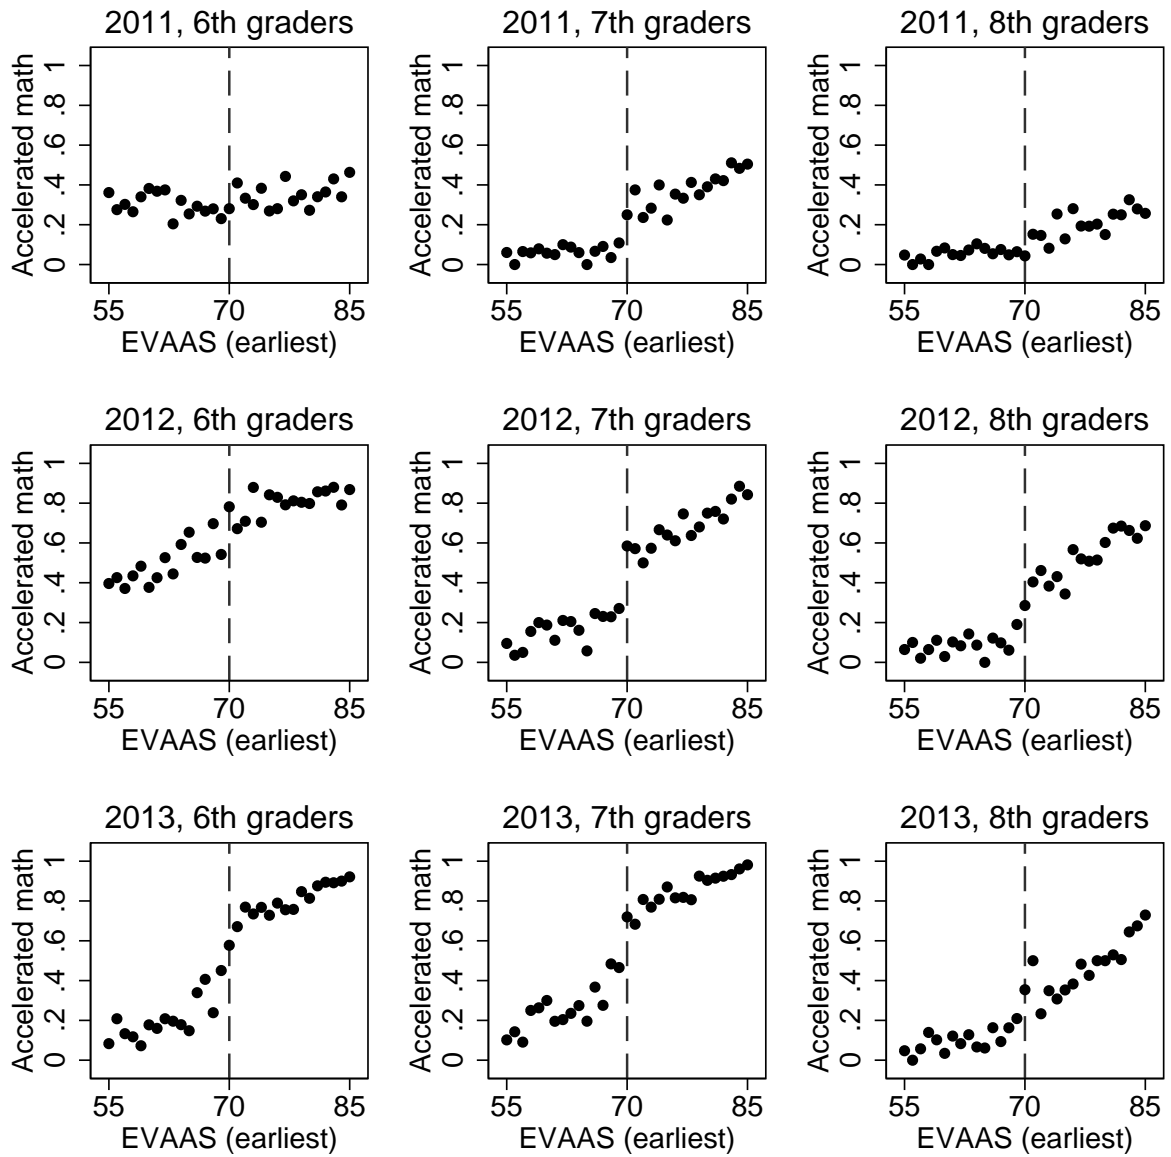 2011, 6th graders
Accelerated math
0 .2 .4 .6 .8 1
55 70 85
EVAAS (earliest)
2011, 7th graders
Accelerated math
0 .2 .4 .6 .8 1
55 70 85
EVAAS (earliest)
2011, 8th graders
Accelerated math
0 .2 .4 .6 .8 1
55 70 85
EVAAS (earliest)
2012, 6th graders
Accelerated math
0 .2 .4 .6 .8 1
55 70 85
EVAAS (earliest)
2012, 7th graders
Accelerated math
0 .2 .4 .6 .8 1
55 70 85
EVAAS (earliest)
2012, 8th graders
Accelerated math
0 .2 .4 .6 .8 1
55 70 85
EVAAS (earliest)
2013, 6th graders
Accelerated math
0 .2 .4 .6 .8 1
55 70 85
EVAAS (earliest)
2013, 7th graders
Accelerated math
0 .2 .4 .6 .8 1
55 70 85
EVAAS (earliest)
2013, 8th graders
Accelerated math
0 .2 .4 .6 .8 1
55 70 85
EVAAS (earliest)